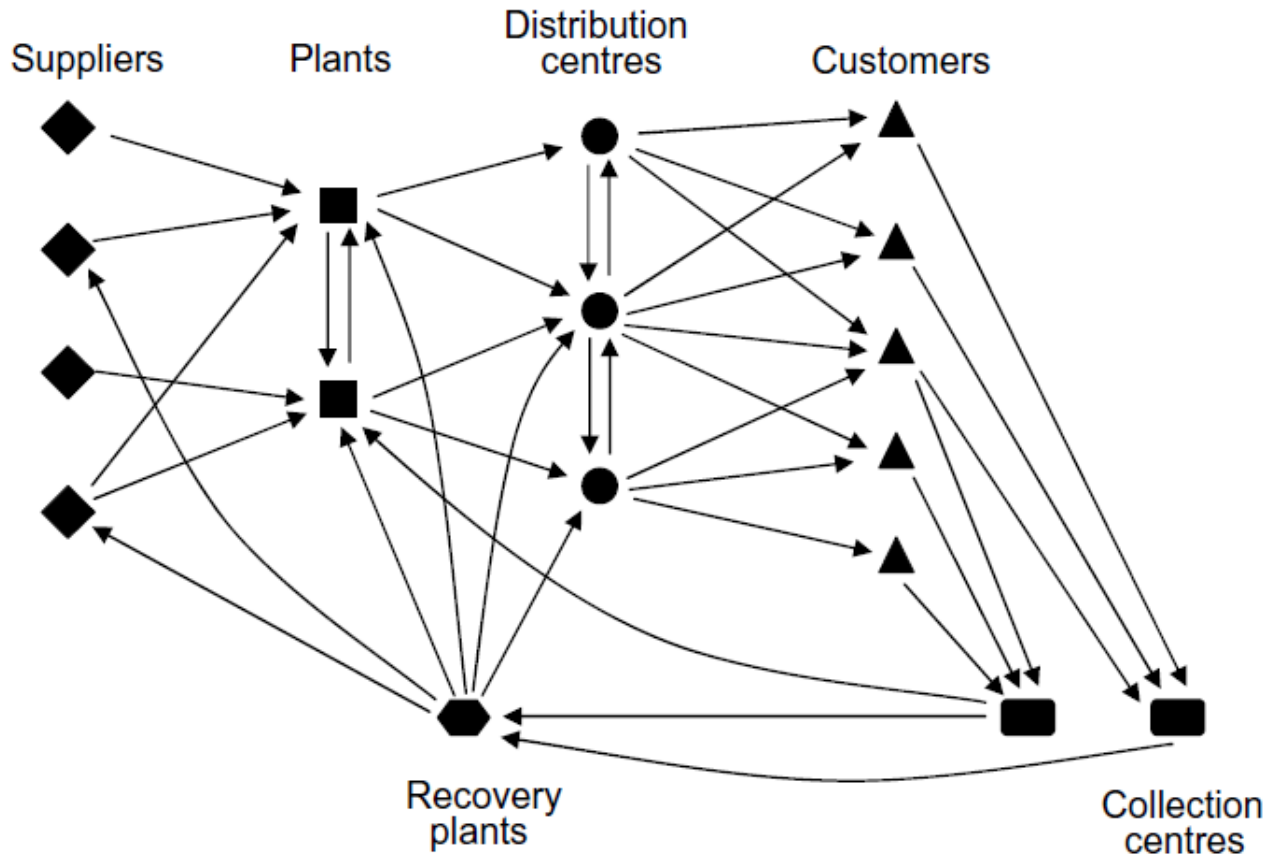 Suppliers
Plants
Distribution
centres
Customers
Recovery
plants
Collection
centres